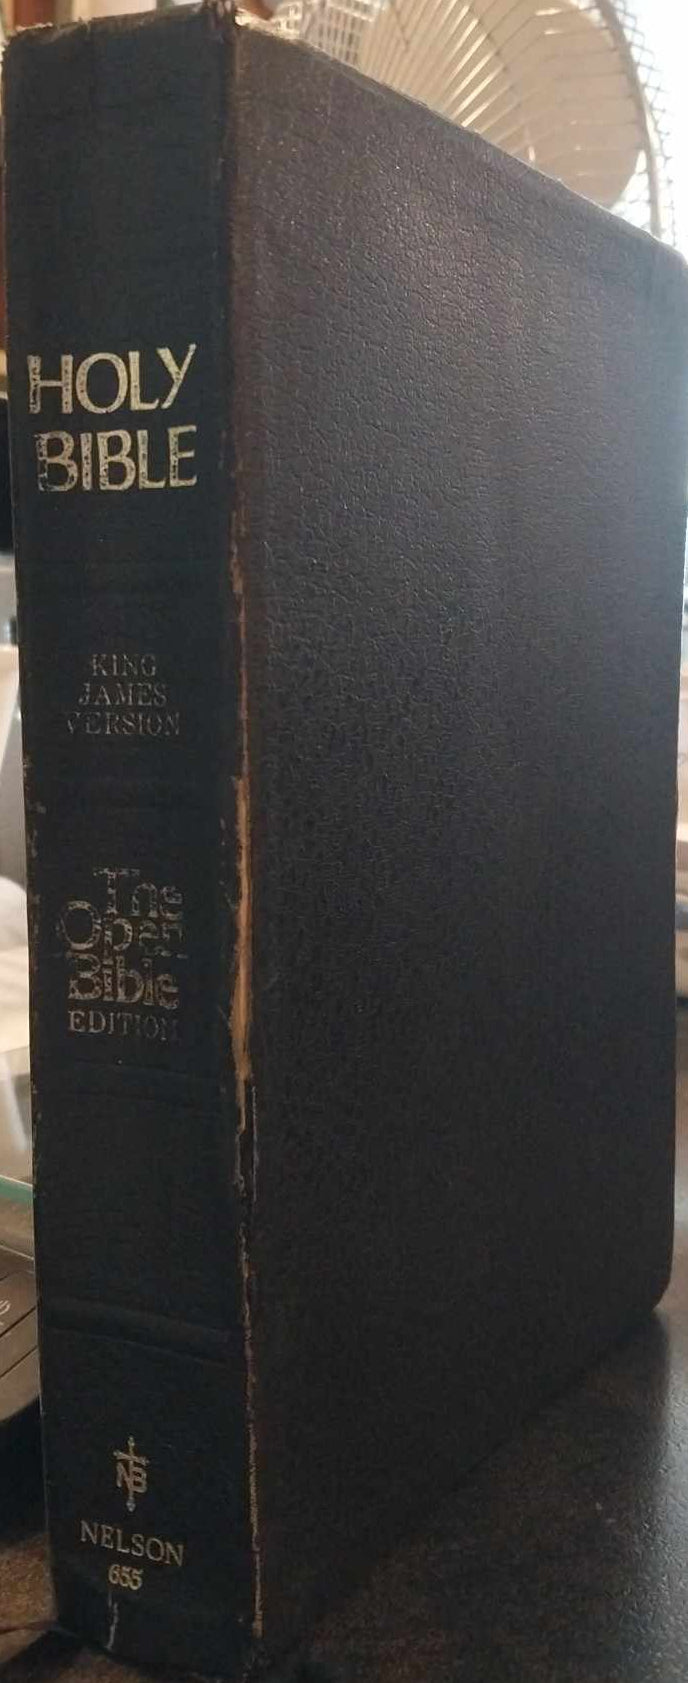 HOLY
BIBLE
KING
JAMES
VERSION
The
Open
Bible
EDITION
NB
NELSON
655